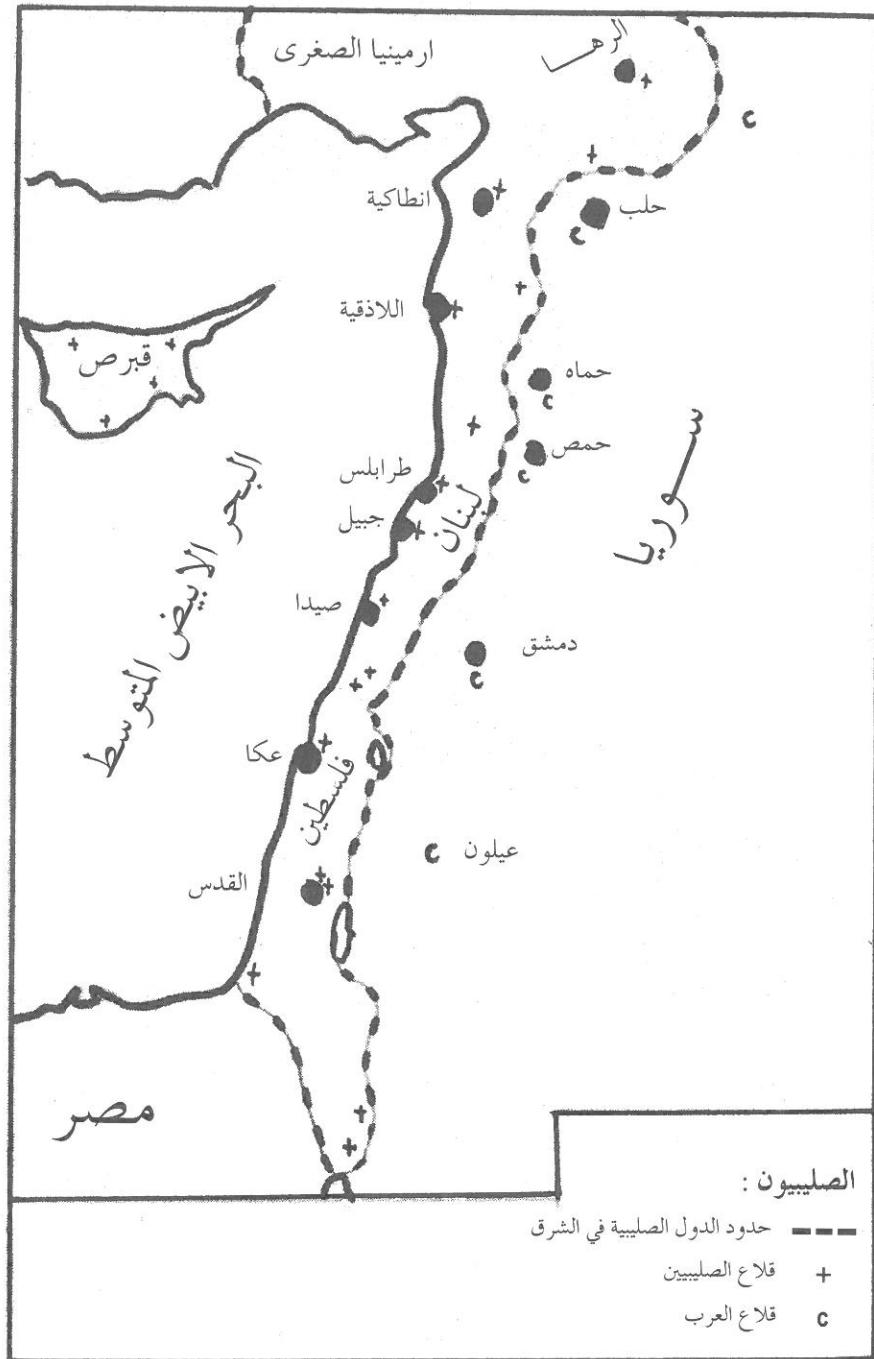 ارمينيا الصغرى
الرها
انطاكية
حلب
اللاذقية
قبرص
حماه
حمص
طرابلس
لبنان
جبيل
سوريا
البحر الابيض المتوسط
صيدا
دمشق
عكا
فلسطين
عيلون
القدس
مصر
الصليبيون :
حدود الدول الصليبية في الشرق
+ قلاع الصليبيين
c قلاع العرب